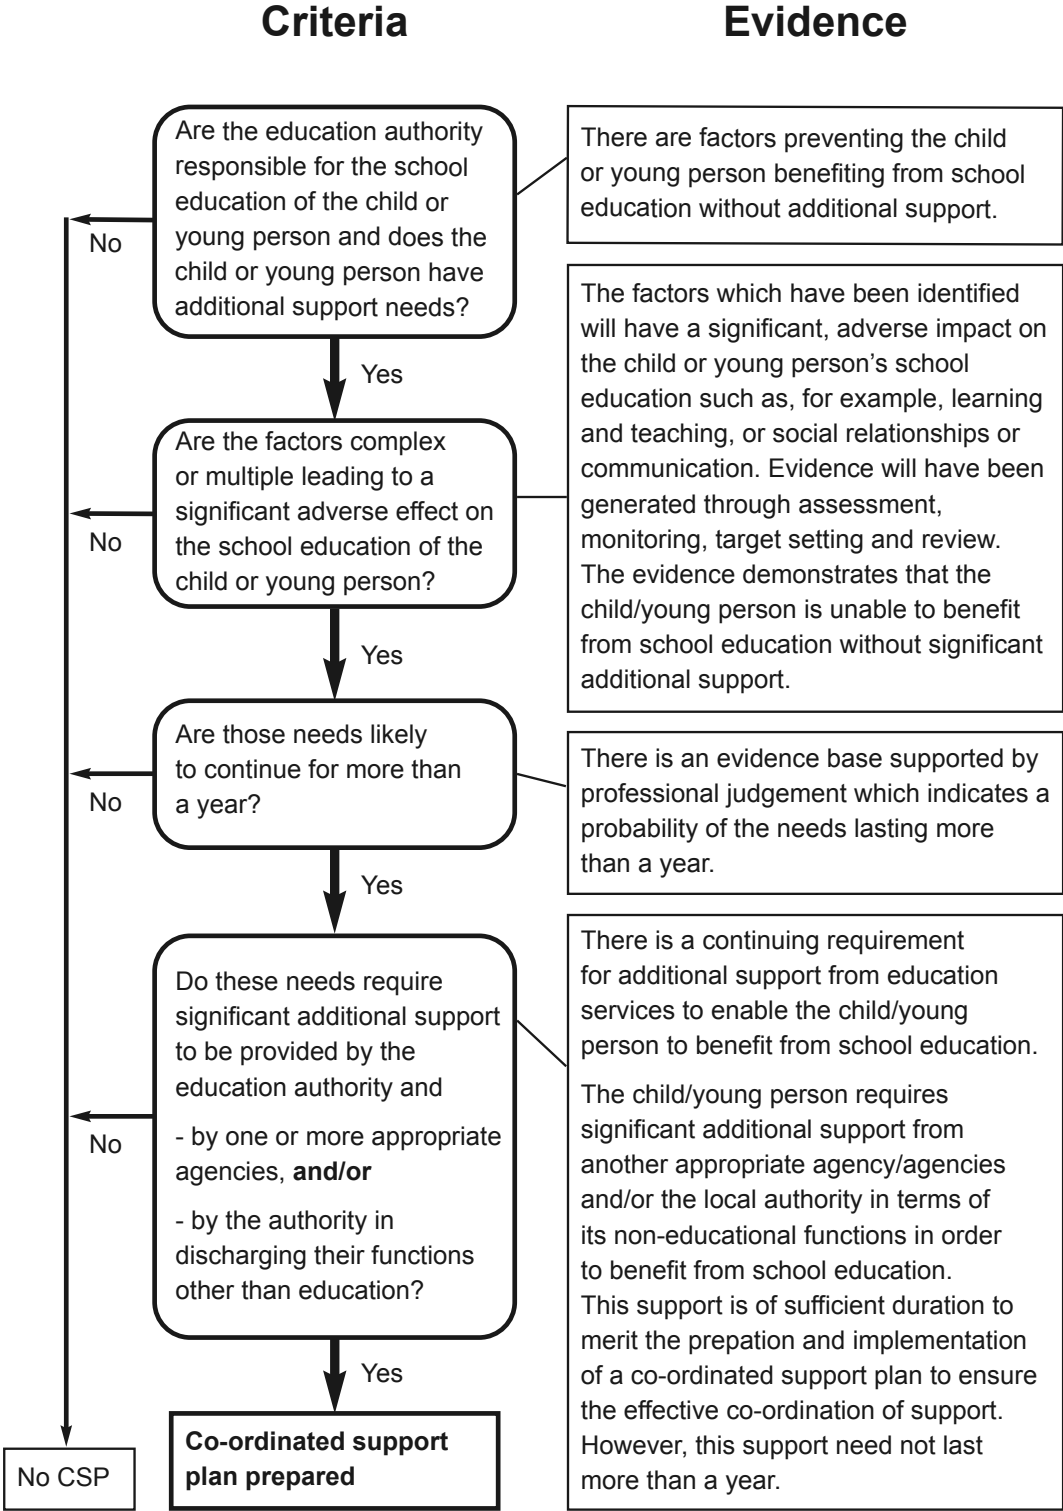 Criteria
Evidence
Are the education authority
responsible for the school
education of the child or
young person and does the
child or young person have
additional support needs?
There are factors preventing the child
or young person benefiting from school
education without additional support.
No
Yes
Are the factors complex
or multiple leading to a
significant adverse effect on
the school education of the
child or young person?
The factors which have been identified
will have a significant, adverse impact on
the child or young person’s school
education such as, for example, learning
and teaching, or social relationships or
communication. Evidence will have been
generated through assessment,
monitoring, target setting and review.
The evidence demonstrates that the
child/young person is unable to benefit
from school education without significant
additional support.
No
Yes
Are those needs likely
to continue for more than
a year?
There is an evidence base supported by
professional judgement which indicates a
probability of the needs lasting more
than a year.
No
Yes
Do these needs require
significant additional support
to be provided by the
education authority and
- by one or more appropriate
agencies, and/or
- by the authority in
discharging their functions
other than education?
There is a continuing requirement
for additional support from education
services to enable the child/young
person to benefit from school education.
The child/young person requires
significant additional support from
another appropriate agency/agencies
and/or the local authority in terms of
its non-educational functions in order
to benefit from school education.
This support is of sufficient duration to
merit the prepation and implementation
of a co-ordinated support plan to ensure
the effective co-ordination of support.
However, this support need not last
more than a year.
No
Yes
Co-ordinated support
plan prepared
No CSP